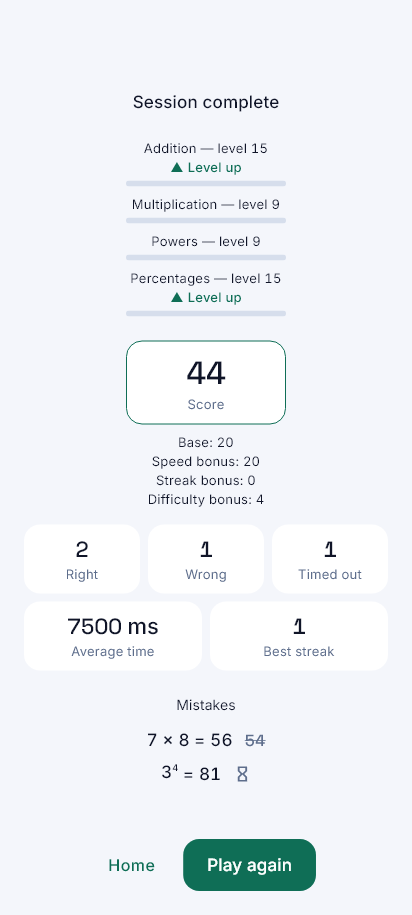 Session complete
Addition — level 15
▲ Level up
Multiplication — level 9
Powers — level 9
Percentages — level 15
▲ Level up
44
Score
Base: 20
Speed bonus: 20
Streak bonus: 0
Difficulty bonus: 4
2 1 1
Right Wrong Timed out
7500 ms 1
Average time Best streak
Mistakes
7 × 8 = 56 54
3⁴ = 81
Home Play again